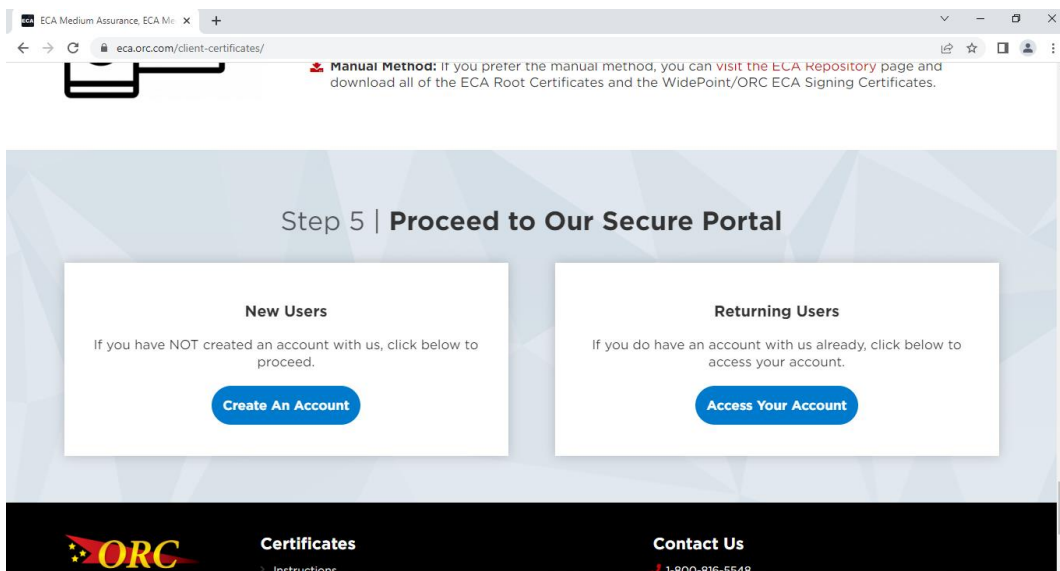 ECA ECA Medium Assurance, ECA Me
eca.orc.com/client-certificates/
Manual Method: If you prefer the manual method, you can visit the ECA Repository page and
download all of the ECA Root Certificates and the WidePoint/ORC ECA Signing Certificates.
Step 5 | Proceed to Our Secure Portal
New Users
If you have NOT created an account with us, click below to
proceed.
Create An Account
Returning Users
If you do have an account with us already, click below to
access your account.
Access Your Account
ORC
Certificates
Instructions
Contact Us
1-800-816-5548